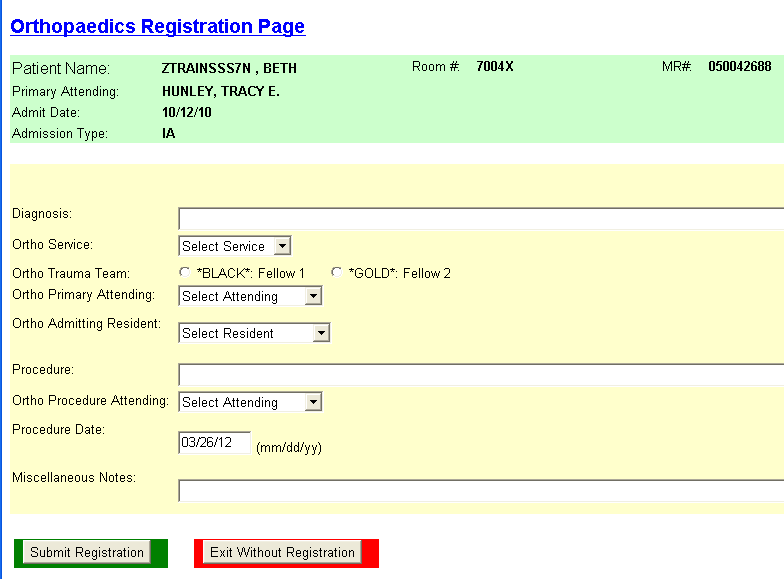 Orthopaedics Registration Page
Patient Name: ZTRAINSSS7N , BETH Room #: 7004X MR#: 050042688
Primary Attending: HUNLEY, TRACY E.
Admit Date: 10/12/10
Admission Type: IA
Diagnosis:
Ortho Service: Select Service
Ortho Trauma Team: *BLACK*: Fellow 1 *GOLD*: Fellow 2
Ortho Primary Attending: Select Attending
Ortho Admitting Resident: Select Resident
Procedure:
Ortho Procedure Attending: Select Attending
Procedure Date: 03/26/12 (mm/dd/yy)
Miscellaneous Notes:
Submit Registration Exit Without Registration